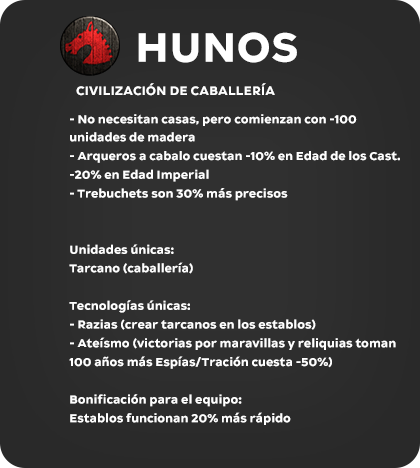 HUNOS
CIVILIZACIÓN DE CABALLERÍA
- No necesitan casas, pero comienzan con -100
unidades de madera
- Arqueros a cabalo cuestan -10% en Edad de los Cast.
-20% en Edad Imperial
- Trebuchets son 30% más precisos
Unidades únicas:
Tarcano (caballería)
Tecnologías únicas:
- Razias (crear tarcanos en los establos)
- Ateísmo (victorias por maravillas y reliquias toman
100 años más Espías/Tración cuesta -50%)
Bonificación para el equipo:
Establos funcionan 20% más rápido